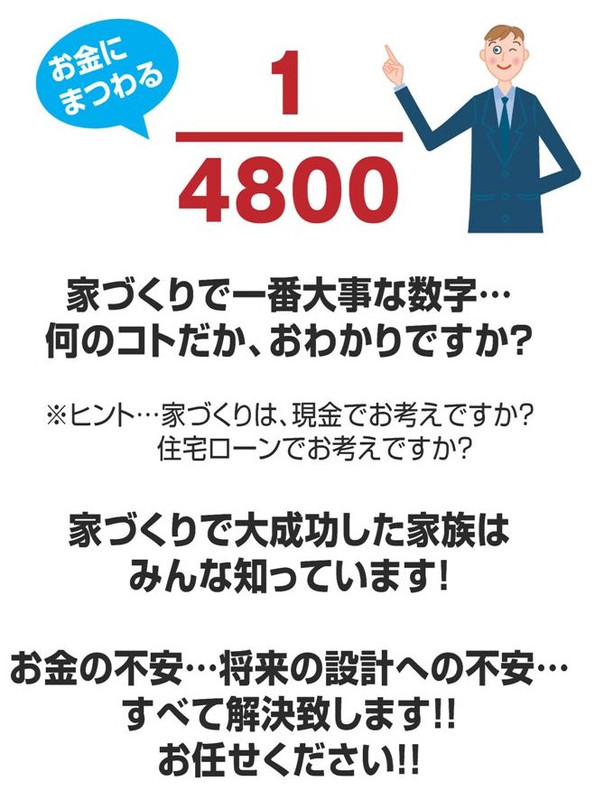 お金に
まつわる
1
4800
家づくりで一番大事な数字…
何のコトだか、おわかりですか?
※ヒント…家づくりは、現金でお考えですか?
住宅ローンでお考えですか?
家づくりで大成功した家族は
みんな知っています!
お金の不安…将来の設計への不安…
すべて解決致します!!
お任せください!!